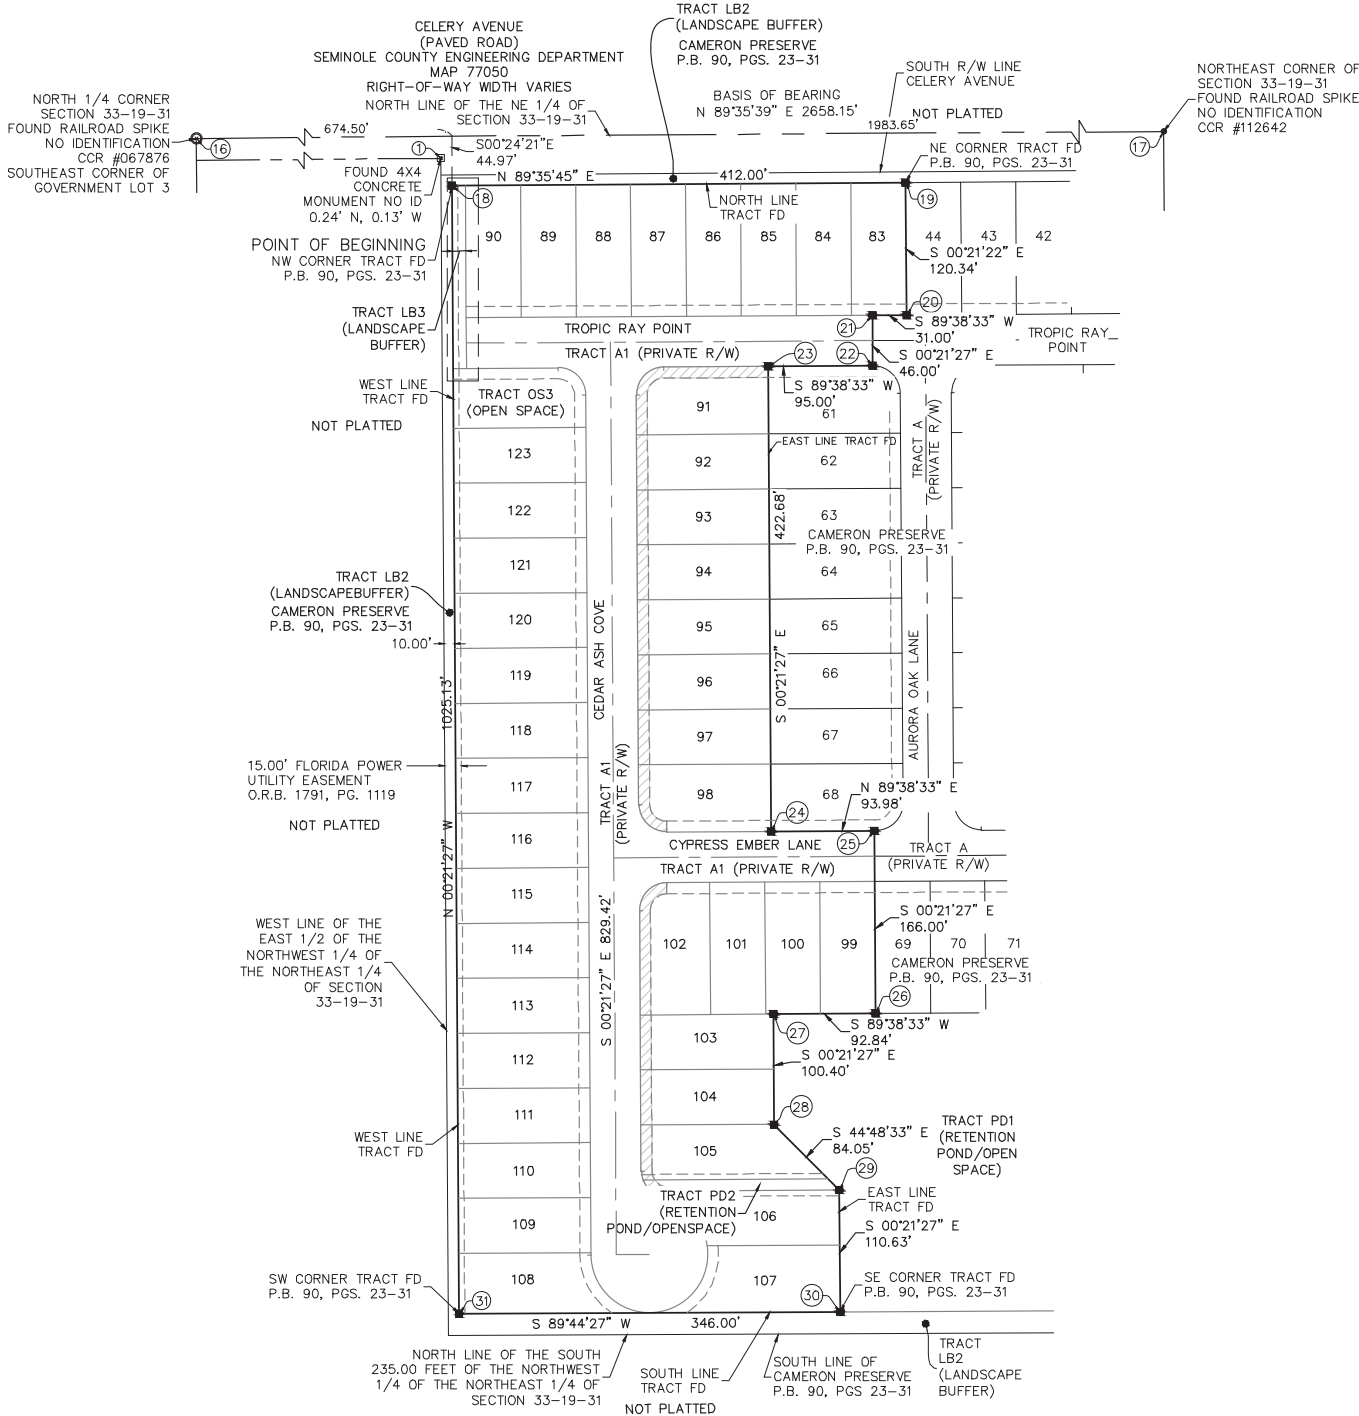 CELERY AVENUE
(PAVED ROAD)
SEMINOLE COUNTY ENGINEERING DEPARTMENT
MAP 77050
RIGHT-OF-WAY WIDTH VARIES
NORTH LINE OF THE NE 1/4 OF
SECTION 33-19-31
TRACT LB2
(LANDSCAPE BUFFER)
CAMERON PRESERVE
P.B. 90, PGS. 23-31
BASIS OF BEARING
N 89°35'39" E 2658.15'
SOUTH R/W LINE
CELERY AVENUE
NOT PLATTED
NORTHEAST CORNER OF
SECTION 33-19-31
FOUND RAILROAD SPIKE
NO IDENTIFICATION
CCR #112642
17
NORTH 1/4 CORNER
SECTION 33-19-31
FOUND RAILROAD SPIKE
NO IDENTIFICATION
CCR #067876
SOUTHEAST CORNER OF
GOVERNMENT LOT 3
16
674.50'
1983.65'
1
S00°24'21"E
44.97'
FOUND 4X4
CONCRETE
MONUMENT NO ID
0.24' N, 0.13' W
N 89°35'45" E
412.00'
NE CORNER TRACT FD
P.B. 90, PGS. 23-31
18
19
NORTH LINE
TRACT FD
POINT OF BEGINNING
NW CORNER TRACT FD
P.B. 90, PGS. 23-31
90
89
88
87
86
85
84
83
44
43
42
S 00°21'22" E
120.34'
TRACT LB3
(LANDSCAPE
BUFFER)
20
21
S 89°38'33" W
31.00'
TROPIC RAY POINT
TRACT A1 (PRIVATE R/W)
TROPIC RAY
POINT
22
23
S 00°21'27" E
46.00'
S 89°38'33" W
95.00'
WEST LINE
TRACT FD
NOT PLATTED
TRACT OS3
(OPEN SPACE)
EAST LINE TRACT FD
123
122
121
120
119
118
117
116
115
114
113
112
111
110
109
108
91
92
93
94
95
96
97
98
61
62
63
64
65
66
67
68
422.68'
S 00°21'27" E
CAMERON PRESERVE
P.B. 90, PGS. 23-31
TRACT A
(PRIVATE R/W)
AURORA OAK LANE
TRACT LB2
(LANDSCAPEBUFFER)
CAMERON PRESERVE
P.B. 90, PGS. 23-31
10.00'
1025.13'
N 00°21'27" W
CEDAR ASH COVE
TRACT A1
(PRIVATE R/W)
S 00°21'27" E 829.42'
15.00' FLORIDA POWER
UTILITY EASEMENT
O.R.B. 1791, PG. 1119
NOT PLATTED
N 89°38'33" E
93.98'
24
25
CYPRESS EMBER LANE
TRACT A1 (PRIVATE R/W)
TRACT A
(PRIVATE R/W)
WEST LINE OF THE
EAST 1/2 OF THE
NORTHWEST 1/4 OF
THE NORTHEAST 1/4
OF SECTION
33-19-31
S 00°21'27" E
166.00'
102
101
100
99
69
70
71
CAMERON PRESERVE
P.B. 90, PGS. 23-31
26
27
S 89°38'33" W
92.84'
103
S 00°21'27" E
100.40'
104
28
105
S 44°48'33" E
84.05'
TRACT PD1
(RETENTION
POND/OPEN
SPACE)
WEST LINE
TRACT FD
29
TRACT PD2
(RETENTION
POND/OPENSPACE)
106
EAST LINE
TRACT FD
S 00°21'27" E
110.63'
107
SW CORNER TRACT FD
P.B. 90, PGS. 23-31
31
30
SE CORNER TRACT FD
P.B. 90, PGS. 23-31
S 89°44'27" W
346.00'
NORTH LINE OF THE SOUTH
235.00 FEET OF THE NORTHWEST
1/4 OF THE NORTHEAST 1/4 OF
SECTION 33-19-31
SOUTH LINE
TRACT FD
SOUTH LINE OF
CAMERON PRESERVE
P.B. 90, PGS 23-31
TRACT
LB2
(LANDSCAPE
BUFFER)
NOT PLATTED